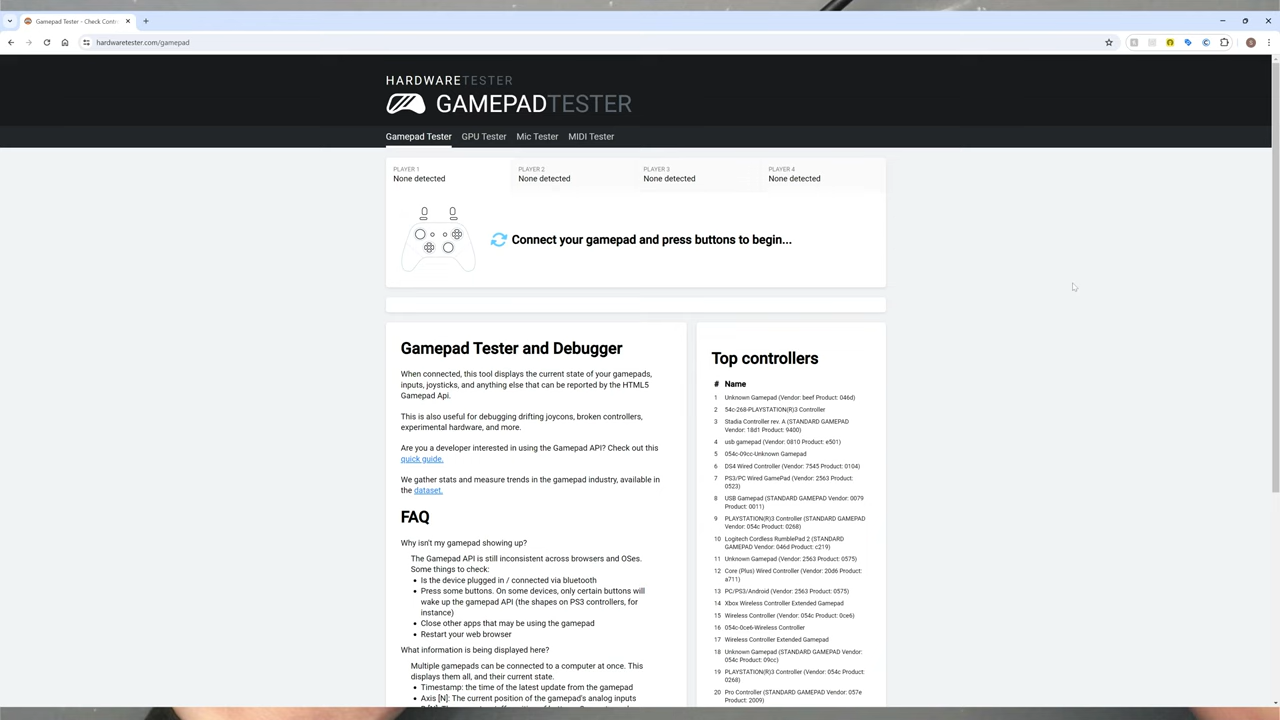 Gamepad Tester - Check Contr
hardwaretester.com/gamepad
HARDWARETESTER
GAMEPADTESTER
Gamepad Tester GPU Tester Mic Tester MIDI Tester
PLAYER 1 PLAYER 2 PLAYER 3 PLAYER 4
None detected None detected None detected None detected
Connect your gamepad and press buttons to begin...
Gamepad Tester and Debugger
When connected, this tool displays the current state of your gamepads,
inputs, joysticks, and anything else that can be reported by the HTML5
Gamepad Api.
This is also useful for debugging drifting joycons, broken controllers,
experimental hardware, and more.
Are you a developer interested in using the Gamepad API? Check out this
quick guide.
We gather stats and measure trends in the gamepad industry, available in
the dataset.
FAQ
Why isn't my gamepad showing up?
The Gamepad API is still inconsistent across browsers and OSes.
Some things to check:
• Is the device plugged in / connected via bluetooth
• Press some buttons. On some devices, only certain buttons will
wake up the gamepad API (the shapes on PS3 controllers, for
instance)
• Close other apps that may be using the gamepad
• Restart your web browser
What information is being displayed here?
Multiple gamepads can be connected to a computer at once. This
displays them all, and their current state.
• Timestamp: the time of the latest update from the gamepad
• Axis [N]: The current position of the gamepad's analog inputs
Top controllers
# Name
1 Unknown Gamepad (Vendor: beef Product: 046d)
2 54c-268-PLAYSTATION(R)3 Controller
3 Stadia Controller rev. A (STANDARD GAMEPAD
Vendor: 18d1 Product: 9400)
4 usb gamepad (Vendor: 0810 Product: e501)
5 054c-09cc-Unknown Gamepad
6 DS4 Wired Controller (Vendor: 7545 Product: 0104)
7 PS3/PC Wired GamePad (Vendor: 2563 Product:
0523)
8 USB Gamepad (STANDARD GAMEPAD Vendor: 0079
Product: 0011)
9 PLAYSTATION(R)3 Controller (STANDARD GAMEPAD
Vendor: 054c Product: 0268)
10 Logitech Cordless RumblePad 2 (STANDARD
GAMEPAD Vendor: 046d Product: c219)
11 Unknown Gamepad (Vendor: 2563 Product: 0575)
12 Core (Plus) Wired Controller (Vendor: 20d6 Product:
a711)
13 PC/PS3/Android (Vendor: 2563 Product: 0575)
14 Xbox Wireless Controller Extended Gamepad
15 Wireless Controller (Vendor: 054c Product: 0ce6)
16 054c-0ce6-Wireless Controller
17 Wireless Controller Extended Gamepad
18 Unknown Gamepad (STANDARD GAMEPAD Vendor:
054c Product: 09cc)
19 PLAYSTATION(R)3 Controller (Vendor: 054c Product:
0268)
20 Pro Controller (STANDARD GAMEPAD Vendor: 057e
Product: 2009)